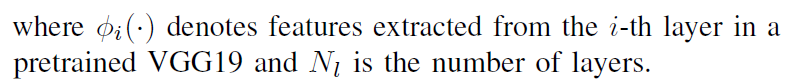 where ϕᵢ(·) denotes features extracted from the i-th layer in a
pretrained VGG19 and Nₗ is the number of layers.